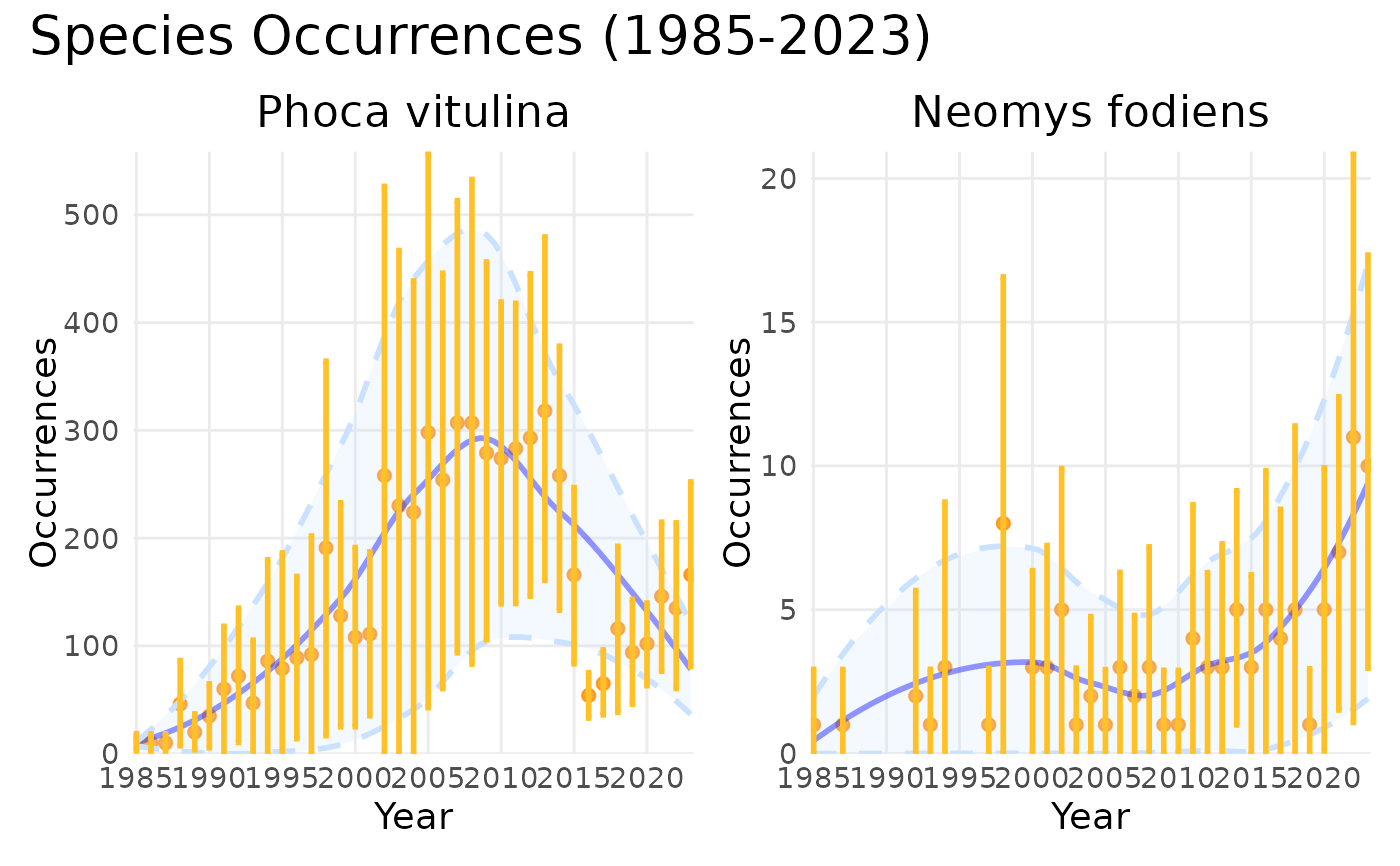 Species Occurrences (1985-2023)
Phoca vitulina
Neomys fodiens
Occurrences
500
400
300
200
100
0
1985 1990 1995 2000 2005 2010 2015 2020
Year
Occurrences
20
15
10
5
0
1985 1990 1995 2000 2005 2010 2015 2020
Year